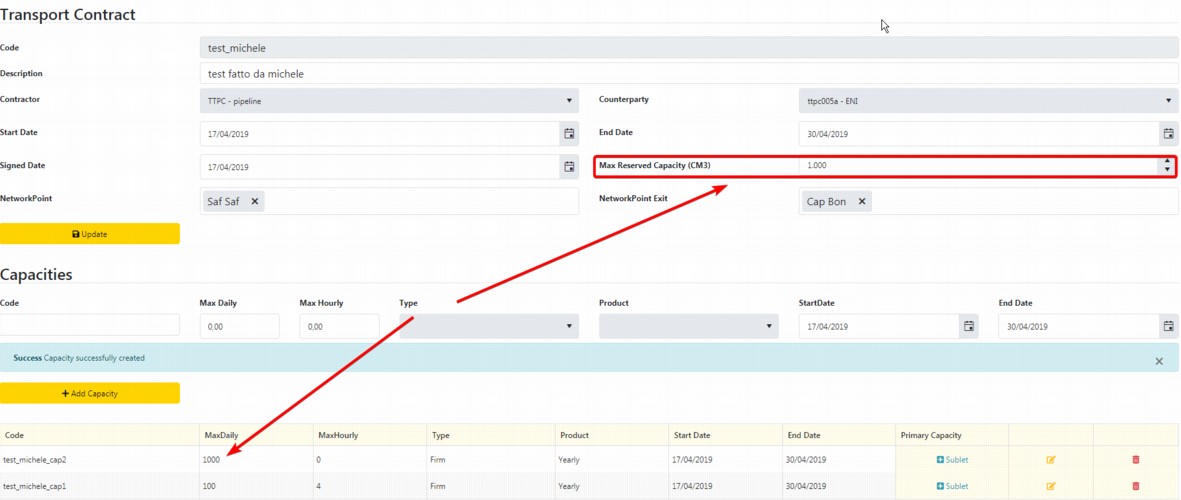 Transport Contract
Code test_michele
Description test fatto da michele
Contractor TTPC - pipeline Counterparty ttpc005a - ENI
Start Date 17/04/2019 End Date 30/04/2019
Signed Date 17/04/2019 Max Reserved Capacity (CM3) 1.000
NetworkPoint Saf Saf ✕ NetworkPoint Exit Cap Bon ✕
Update
Capacities
Code Max Daily Max Hourly Type Product StartDate End Date
0,00 0,00 17/04/2019 30/04/2019
Success Capacity successfully created ×
+ Add Capacity
Code MaxDaily MaxHourly Type Product Start Date End Date Primary Capacity
test_michele_cap2 1000 0 Firm Yearly 17/04/2019 30/04/2019 Sublet
test_michele_cap1 100 4 Firm Yearly 17/04/2019 30/04/2019 Sublet